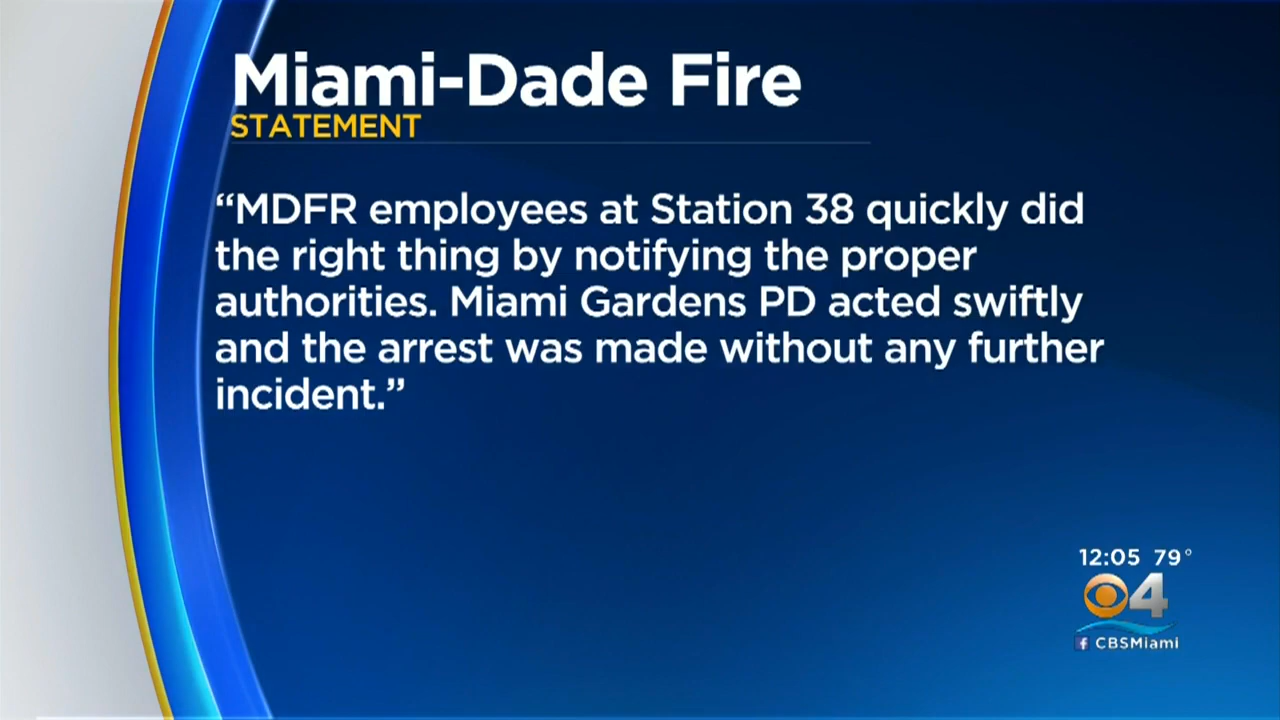 Miami-Dade Fire
STATEMENT
“MDFR employees at Station 38 quickly did
the right thing by notifying the proper
authorities. Miami Gardens PD acted swiftly
and the arrest was made without any further
incident.”
12:05 79°
4
f CBSMiami